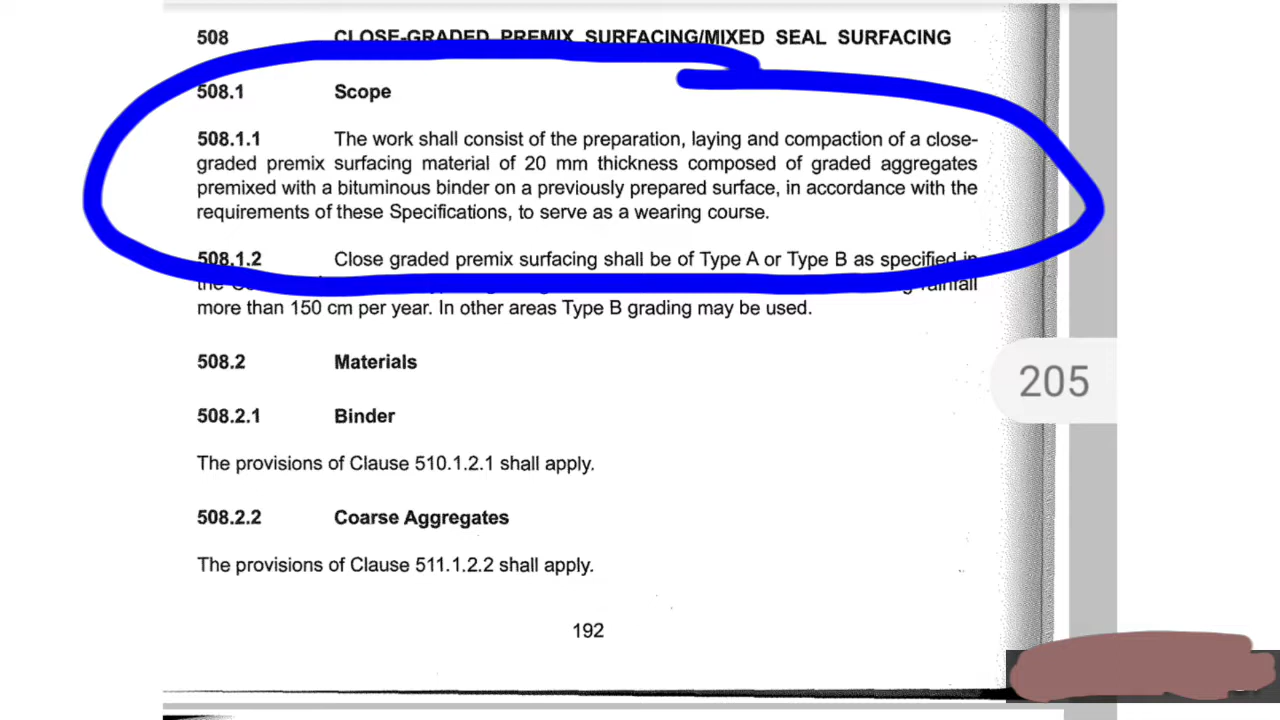 508 CLOSE-GRADED PREMIX SURFACING/MIXED SEAL SURFACING
508.1 Scope
508.1.1 The work shall consist of the preparation, laying and compaction of a close-
graded premix surfacing material of 20 mm thickness composed of graded aggregates
premixed with a bituminous binder on a previously prepared surface, in accordance with the
requirements of these Specifications, to serve as a wearing course.
508.1.2 Close graded premix surfacing shall be of Type A or Type B as specified in
the rainfall
more than 150 cm per year. In other areas Type B grading may be used.
508.2 Materials
205
508.2.1 Binder
The provisions of Clause 510.1.2.1 shall apply.
508.2.2 Coarse Aggregates
The provisions of Clause 511.1.2.2 shall apply.
192